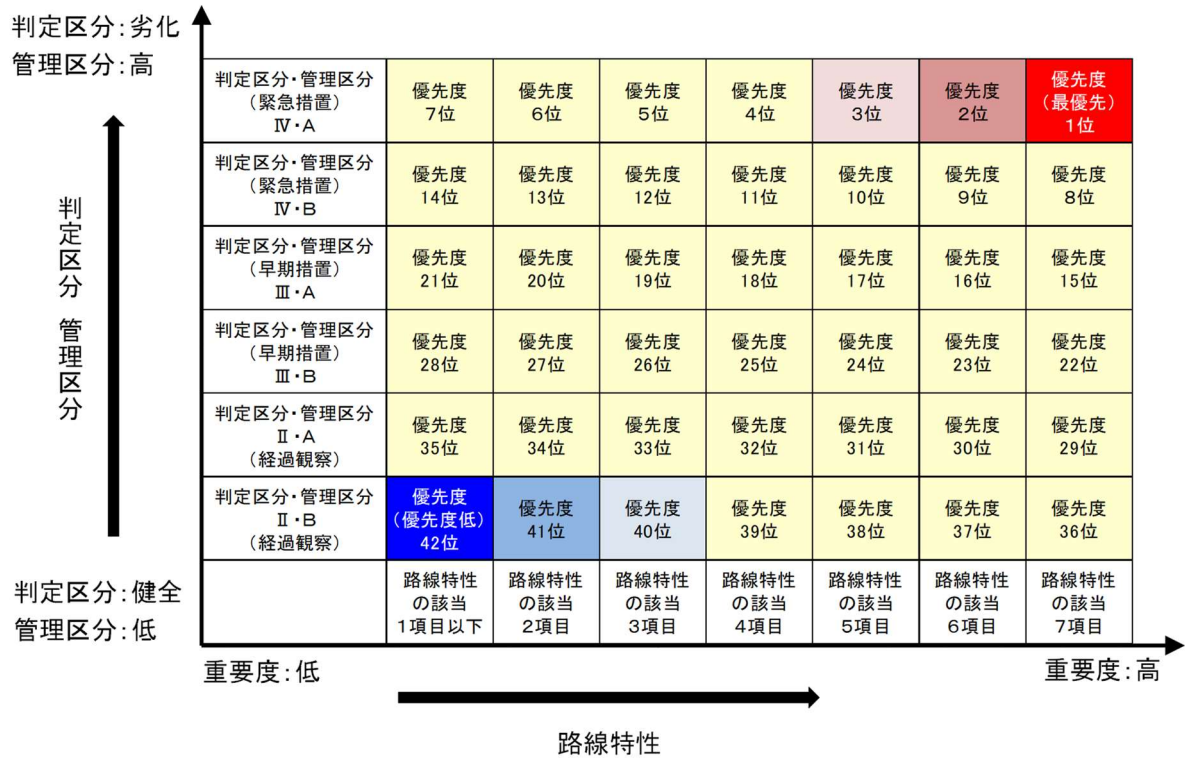 判定区分:劣化
管理区分:高
判定区分・管理区分
(緊急措置)
Ⅳ・A
優先度
7位
優先度
6位
優先度
5位
優先度
4位
優先度
3位
優先度
2位
優先度
(最優先)
1位
判定区分・管理区分
(緊急措置)
Ⅳ・B
優先度
14位
優先度
13位
優先度
12位
優先度
11位
優先度
10位
優先度
9位
優先度
8位
判定区分・管理区分
(早期措置)
Ⅲ・A
優先度
21位
優先度
20位
優先度
19位
優先度
18位
優先度
17位
優先度
16位
優先度
15位
判定区分・管理区分
(早期措置)
Ⅲ・B
優先度
28位
優先度
27位
優先度
26位
優先度
25位
優先度
24位
優先度
23位
優先度
22位
判定区分・管理区分
Ⅱ・A
(経過観察)
優先度
35位
優先度
34位
優先度
33位
優先度
32位
優先度
31位
優先度
30位
優先度
29位
判定区分・管理区分
Ⅱ・B
(経過観察)
優先度
(優先度低)
42位
優先度
41位
優先度
40位
優先度
39位
優先度
38位
優先度
37位
優先度
36位
判定区分 管理区分
判定区分:健全
管理区分:低
路線特性
の該当
1項目以下
路線特性
の該当
2項目
路線特性
の該当
3項目
路線特性
の該当
4項目
路線特性
の該当
5項目
路線特性
の該当
6項目
路線特性
の該当
7項目
重要度:低
重要度:高
路線特性